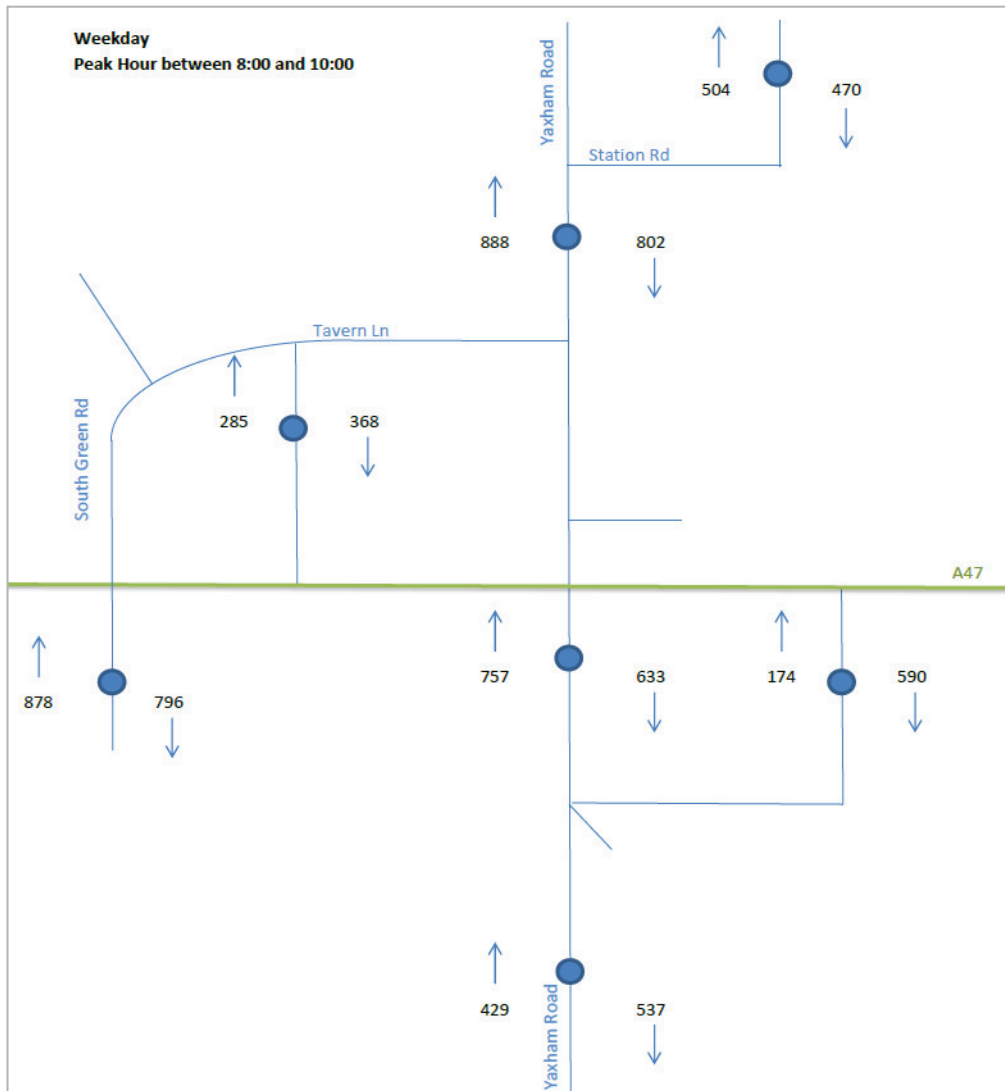 Weekday
Peak Hour between 8:00 and 10:00
Yaxham Road
504
470
Station Rd
888
802
Tavern Ln
285
368
South Green Rd
A47
757
633
174
590
878
796
429
537
Yaxham Road